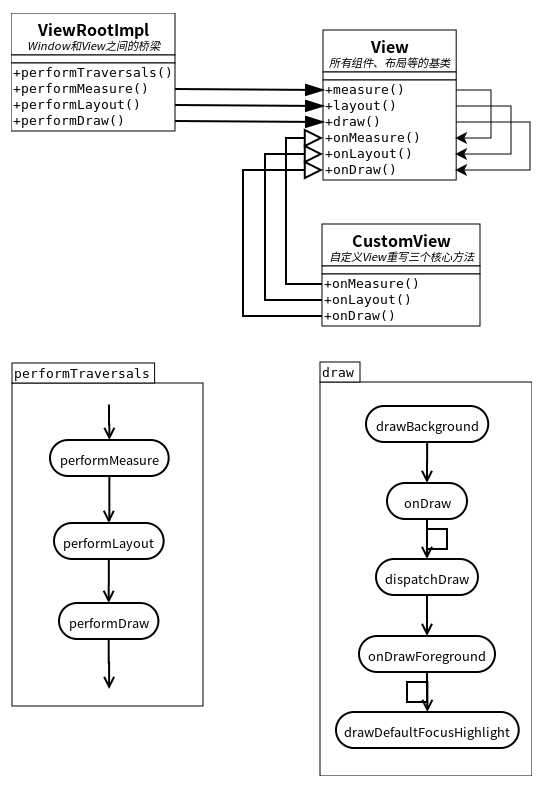 ViewRootImpl
Window和View之间的桥梁
+performTraversals()
+performMeasure()
+performLayout()
+performDraw()
View
所有组件、布局等的基类
+measure()
+layout()
+draw()
+onMeasure()
+onLayout()
+onDraw()
CustomView
自定义View重写三个核心方法
+onMeasure()
+onLayout()
+onDraw()
performTraversals
performMeasure
performLayout
performDraw
draw
drawBackground
onDraw
dispatchDraw
onDrawForeground
drawDefaultFocusHighlight